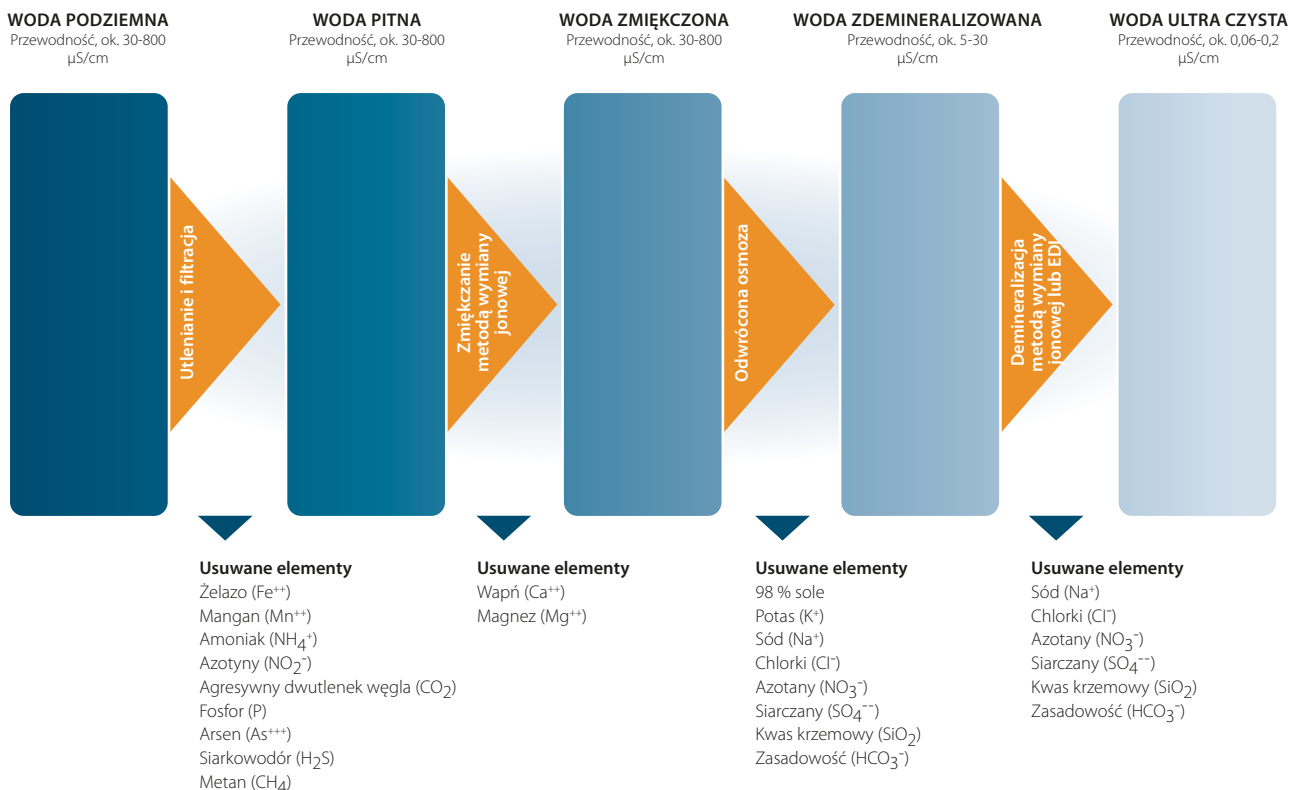 WODA PODZIEMNA
Przewodność, ok. 30-800
µS/cm
WODA PITNA
Przewodność, ok. 30-800
µS/cm
WODA ZMIĘKCZONA
Przewodność, ok. 30-800
µS/cm
WODA ZDEMINERALIZOWANA
Przewodność, ok. 5-30
µS/cm
WODA ULTRA CZYSTA
Przewodność, ok. 0,06-0,2
µS/cm
Utlenianie i filtracja
Zmiękczanie
metodą wymiany
jonowej
Odwrócona osmoza
Demineralizacja
metodą wymiany
jonowej lub EDI
Usuwane elementy
Żelazo (Fe⁺⁺)
Mangan (Mn⁺⁺)
Amoniak (NH₄⁺)
Azotyny (NO₂⁻)
Agresywny dwutlenek węgla (CO₂)
Fosfor (P)
Arsen (As⁺⁺⁺)
Siarkowodór (H₂S)
Metan (CH₄)
Usuwane elementy
Wapń (Ca⁺⁺)
Magnez (Mg⁺⁺)
Usuwane elementy
98 % sole
Potas (K⁺)
Sód (Na⁺)
Chlorki (Cl⁻)
Azotany (NO₃⁻)
Siarczany (SO₄⁻⁻)
Kwas krzemowy (SiO₂)
Zasadowość (HCO₃⁻)
Usuwane elementy
Sód (Na⁺)
Chlorki (Cl⁻)
Azotany (NO₃⁻)
Siarczany (SO₄⁻⁻)
Kwas krzemowy (SiO₂)
Zasadowość (HCO₃⁻)